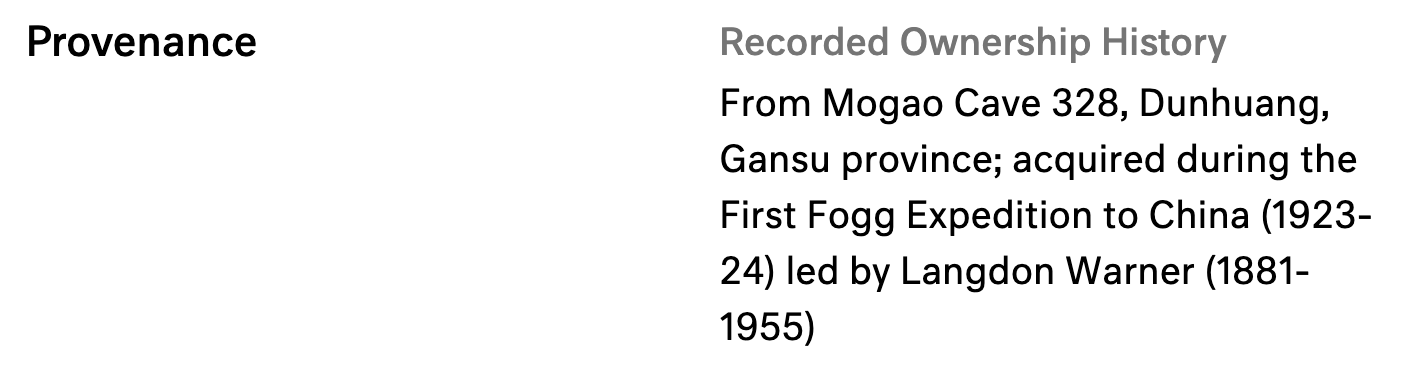 Provenance
Recorded Ownership History
From Mogao Cave 328, Dunhuang,
Gansu province; acquired during the
First Fogg Expedition to China (1923-
24) led by Langdon Warner (1881-
1955)